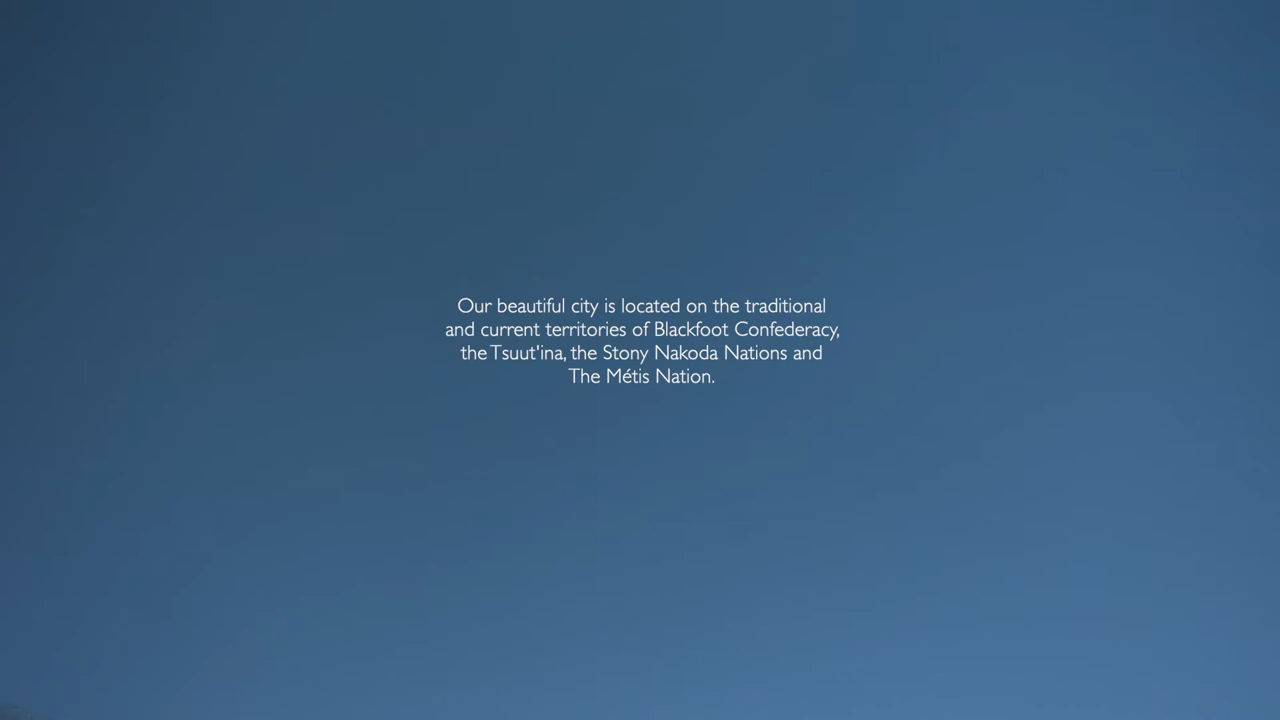 Our beautiful city is located on the traditional
and current territories of Blackfoot Confederacy,
the Tsuut'ina, the Stony Nakoda Nations and
The Métis Nation.